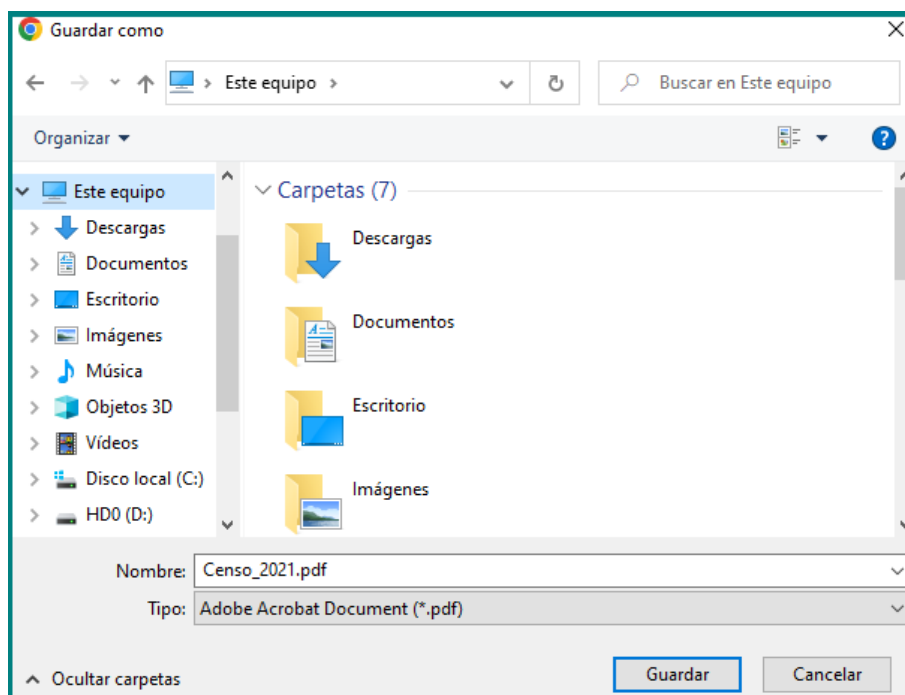 Guardar como
Este equipo
Buscar en Este equipo
Organizar
?
Este equipo
Descargas
Documentos
Escritorio
Imágenes
Música
Objetos 3D
Vídeos
Disco local (C:)
HD0 (D:)
Carpetas (7)
Descargas
Documentos
Escritorio
Imágenes
Nombre: Censo_2021.pdf
Tipo: Adobe Acrobat Document (*.pdf)
Ocultar carpetas
Guardar
Cancelar